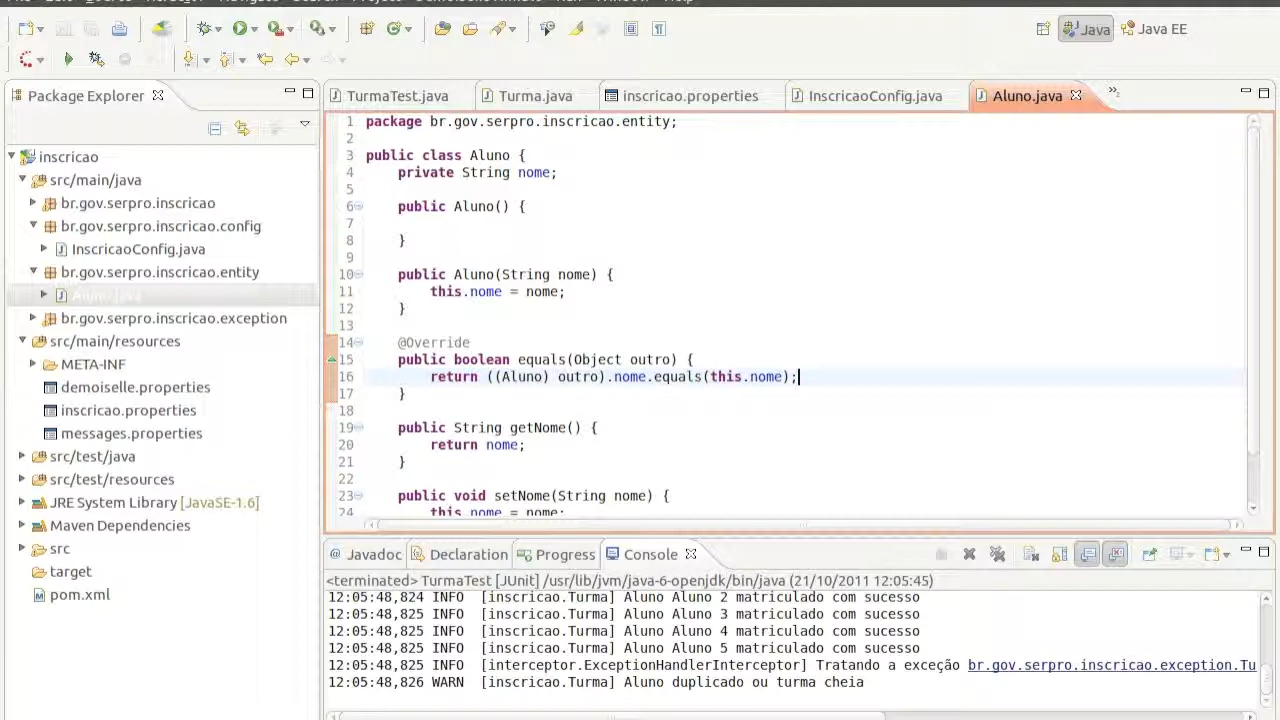 Java
Java EE
Package Explorer
TurmaTest.java
Turma.java
inscricao.properties
InscricaoConfig.java
Aluno.java
»2
inscricao
src/main/java
br.gov.serpro.inscricao
br.gov.serpro.inscricao.config
InscricaoConfig.java
br.gov.serpro.inscricao.entity
Aluno.java
br.gov.serpro.inscricao.exception
src/main/resources
META-INF
demoiselle.properties
inscricao.properties
messages.properties
src/test/java
src/test/resources
JRE System Library [JavaSE-1.6]
Maven Dependencies
src
target
pom.xml
1 package br.gov.serpro.inscricao.entity;
2
3 public class Aluno {
4 private String nome;
5
6 public Aluno() {
7
8 }
9
10 public Aluno(String nome) {
11 this.nome = nome;
12 }
13
14 @Override
15 public boolean equals(Object outro) {
16 return ((Aluno) outro).nome.equals(this.nome);
17 }
18
19 public String getNome() {
20 return nome;
21 }
22
23 public void setNome(String nome) {
24 this.nome = nome;
Javadoc
Declaration
Progress
Console
<terminated> TurmaTest [JUnit] /usr/lib/jvm/java-6-openjdk/bin/java (21/10/2011 12:05:45)
12:05:48,824 INFO [inscricao.Turma] Aluno Aluno 2 matriculado com sucesso
12:05:48,825 INFO [inscricao.Turma] Aluno Aluno 3 matriculado com sucesso
12:05:48,825 INFO [inscricao.Turma] Aluno Aluno 4 matriculado com sucesso
12:05:48,825 INFO [inscricao.Turma] Aluno Aluno 5 matriculado com sucesso
12:05:48,825 INFO [interceptor.ExceptionHandlerInterceptor] Tratando a exceção br.gov.serpro.inscricao.exception.Tu
12:05:48,826 WARN [inscricao.Turma] Aluno duplicado ou turma cheia